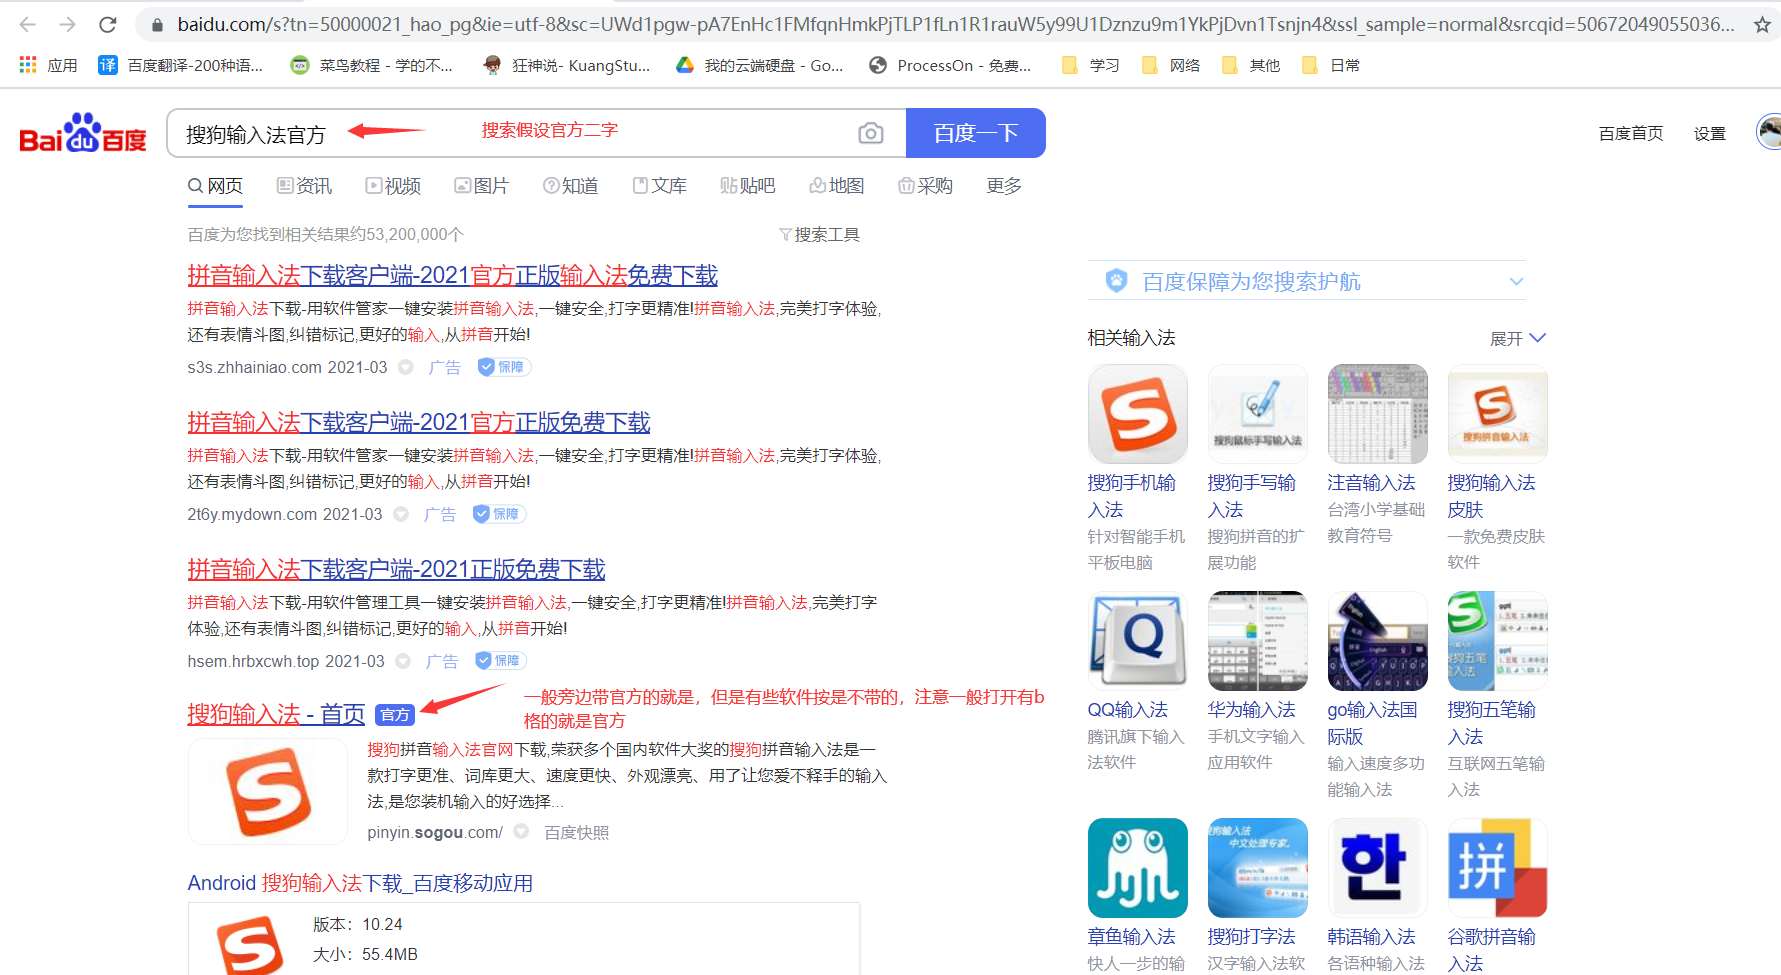 baidu.com/s?tn=50000021_hao_pg&ie=utf-8&sc=UWd1pgw-pA7EnHc1FMfqnHmkPjTLP1fLn1R1rauW5y99U1Dznzu9m1YkPjDvn1Tsnjn4&ssl_sample=normal&srcqid=50672049055036...
应用 译 百度翻译-200种语... 菜鸟教程 - 学的不... 狂神说- KuangStu... 我的云端硬盘 - Go... ProcessOn - 免费... 学习 网络 其他 日常
Bai du 百度 搜狗输入法官方 搜索假设官方二字 百度一下 百度首页 设置
网页 资讯 视频 图片 知道 文库 贴吧 地图 采购 更多
百度为您找到相关结果约53,200,000个 搜索工具
拼音输入法下载客户端-2021官方正版输入法免费下载
拼音输入法下载-用软件管家一键安装拼音输入法,一键安全,打字更精准!拼音输入法,完美打字体验,
还有表情斗图,纠错标记,更好的输入,从拼音开始!
s3s.zhhainiao.com 2021-03 广告 保障
拼音输入法下载客户端-2021官方正版免费下载
拼音输入法下载-用软件管家一键安装拼音输入法,一键安全,打字更精准!拼音输入法,完美打字体验,
还有表情斗图,纠错标记,更好的输入,从拼音开始!
2t6y.mydown.com 2021-03 广告 保障
拼音输入法下载客户端-2021正版免费下载
拼音输入法下载-用软件管理工具一键安装拼音输入法,一键安全,打字更精准!拼音输入法,完美打字
体验,还有表情斗图,纠错标记,更好的输入,从拼音开始!
hsem.hrbxcwh.top 2021-03 广告 保障
搜狗输入法 - 首页 官方
一般旁边带官方的就是，但是有些软件按是不带的，注意一般打开有b
格的就是官方
搜狗拼音输入法官网下载,荣获多个国内软件大奖的搜狗拼音输入法是一
款打字更准、词库更大、速度更快、外观漂亮、用了让您爱不释手的输入
法,是您装机输入的好选择...
pinyin.sogou.com/ 百度快照
Android 搜狗输入法下载_百度移动应用
版本：10.24
大小：55.4MB
百度保障为您搜索护航
相关输入法 展开
搜狗鼠标手写输入法 搜狗拼音输入法
搜狗手机输 搜狗手写输 注音输入法 搜狗输入法
入法 入法 台湾小学基础 皮肤
针对智能手机 搜狗拼音的扩 教育符号 一款免费皮肤
平板电脑 展功能 软件
Q
QQ输入法 华为输入法 go输入法国 搜狗五笔输
腾讯旗下输入 手机文字输入 际版 入法
法软件 应用软件 输入速度多功 互联网五笔输
能输入法 入法
中文处理专家. 한 拼
章鱼输入法 搜狗打字法 韩语输入法 谷歌拼音输
快人一步的输 汉字输入法软 各语种输入法 入法